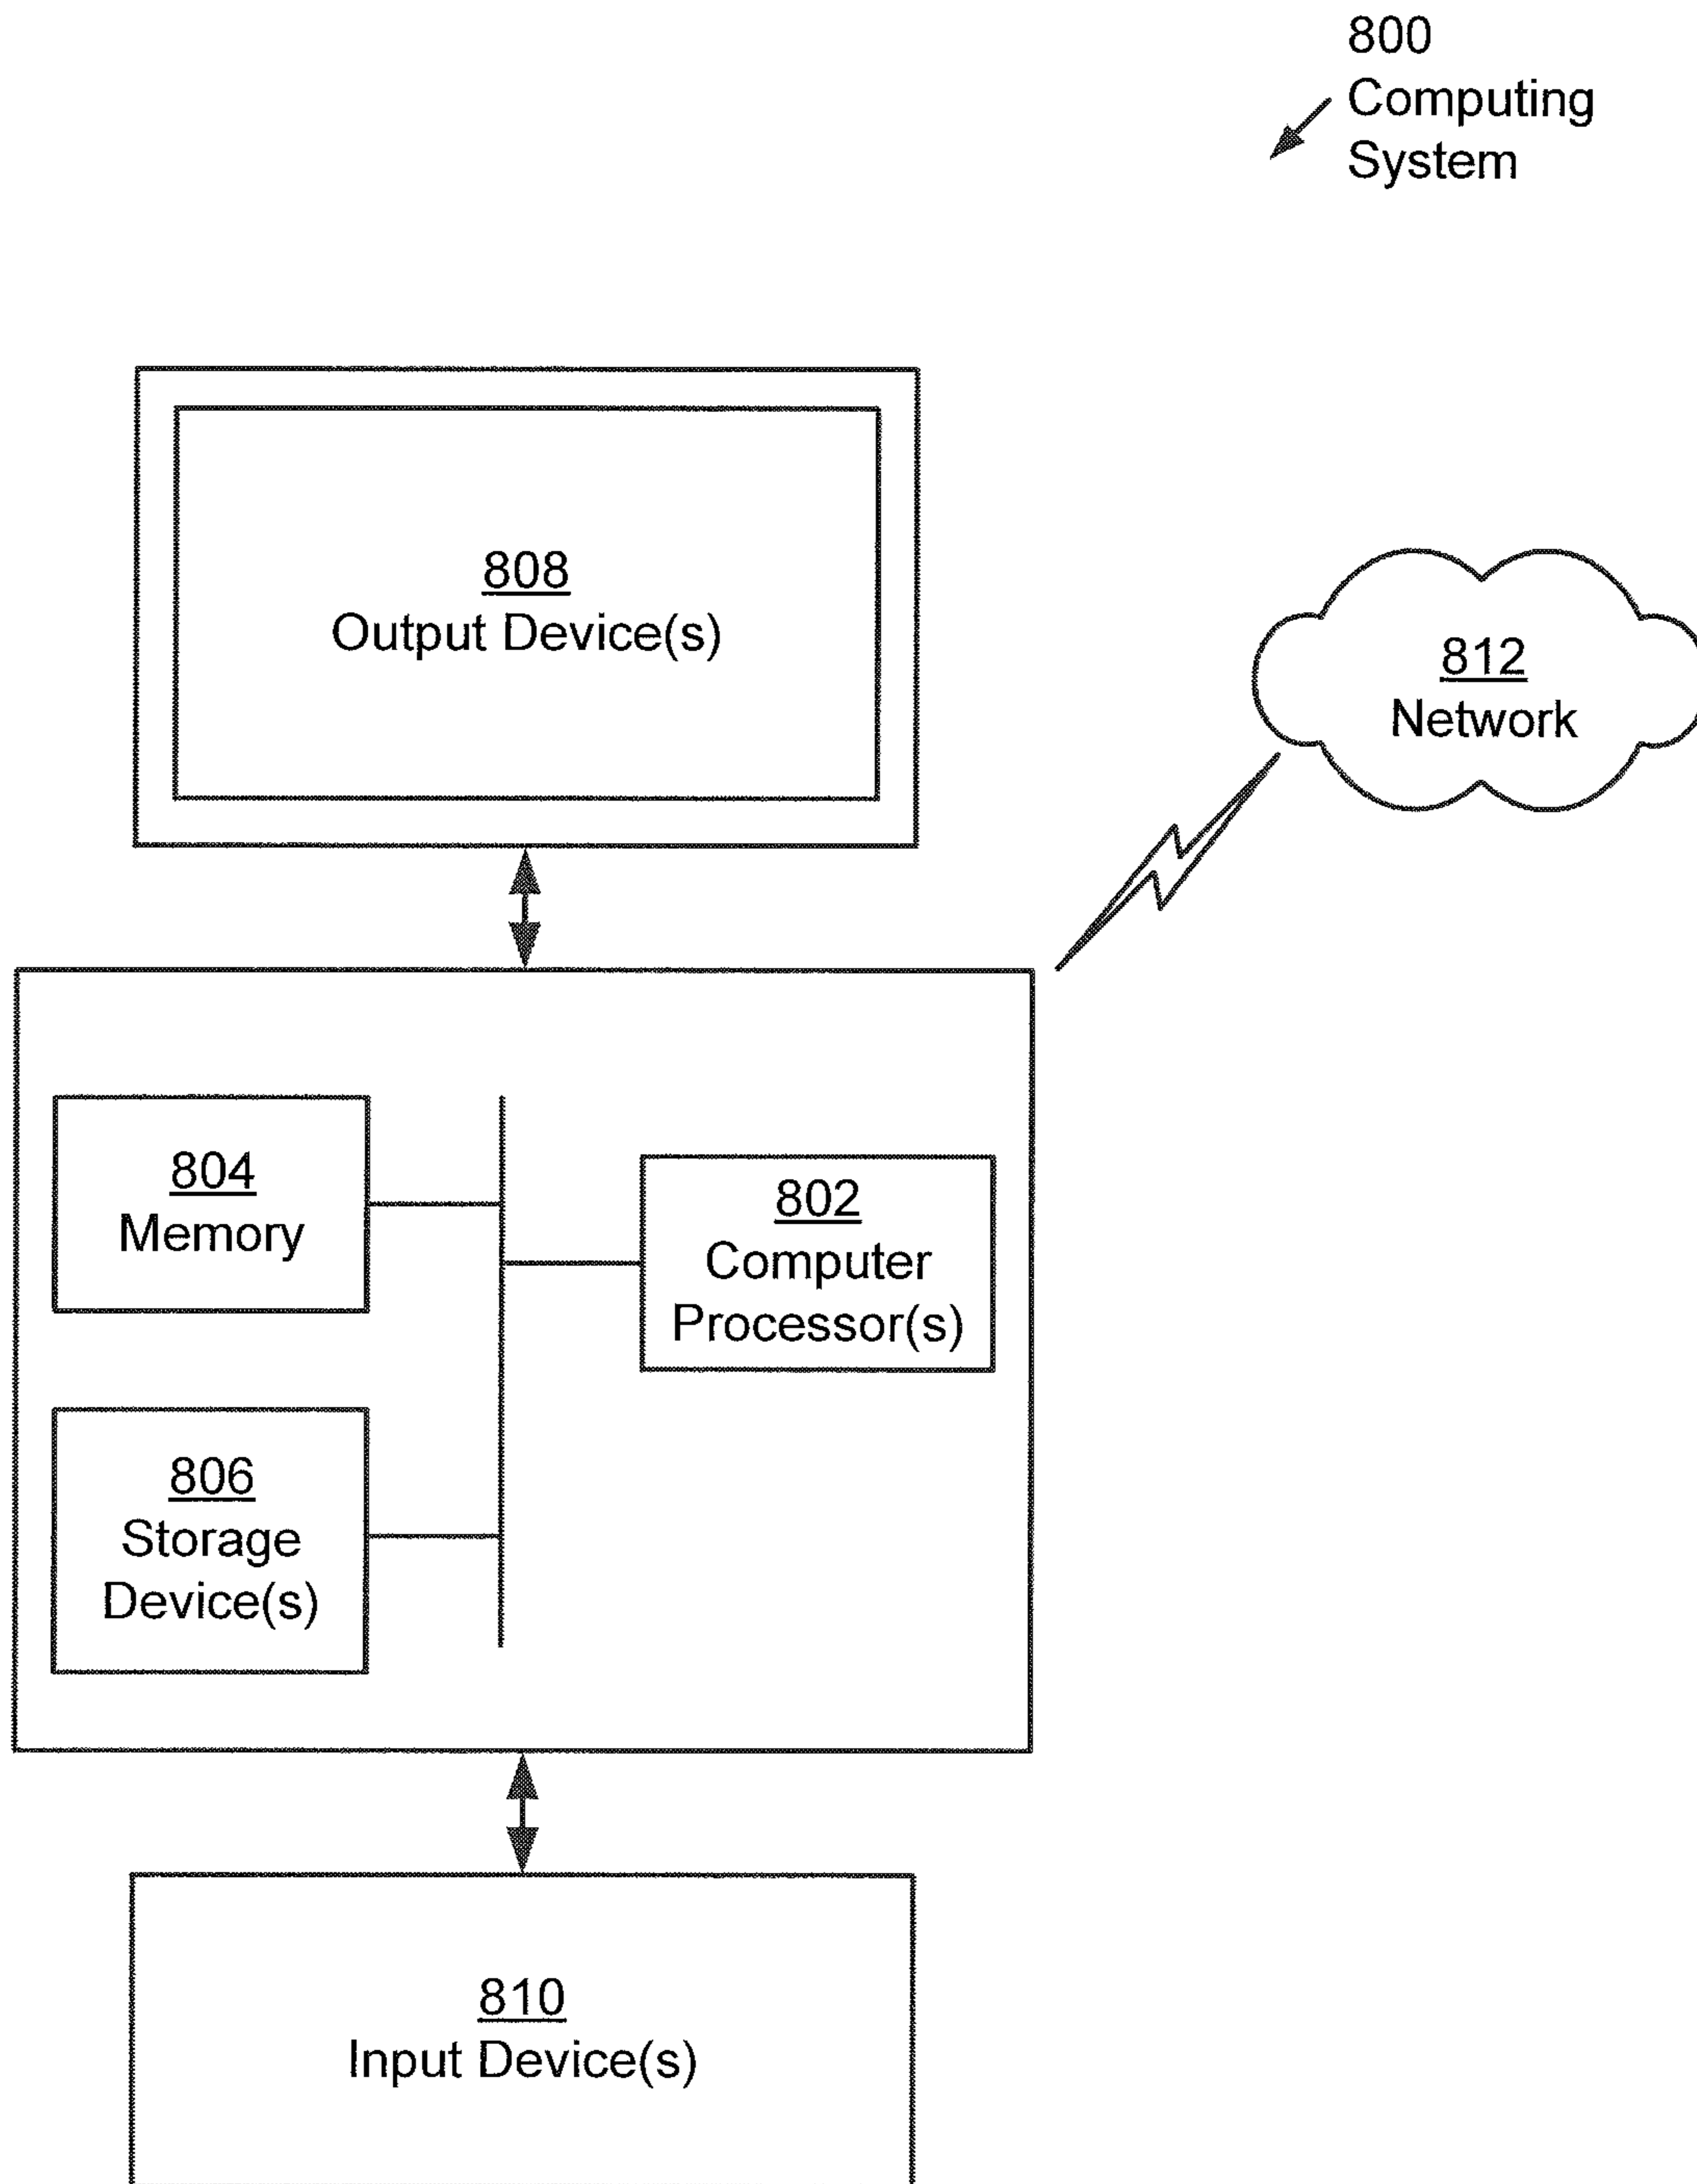 800
Computing
System
808
Output Device(s)
812
Network
804
Memory
802
Computer
Processor(s)
806
Storage
Device(s)
810
Input Device(s)